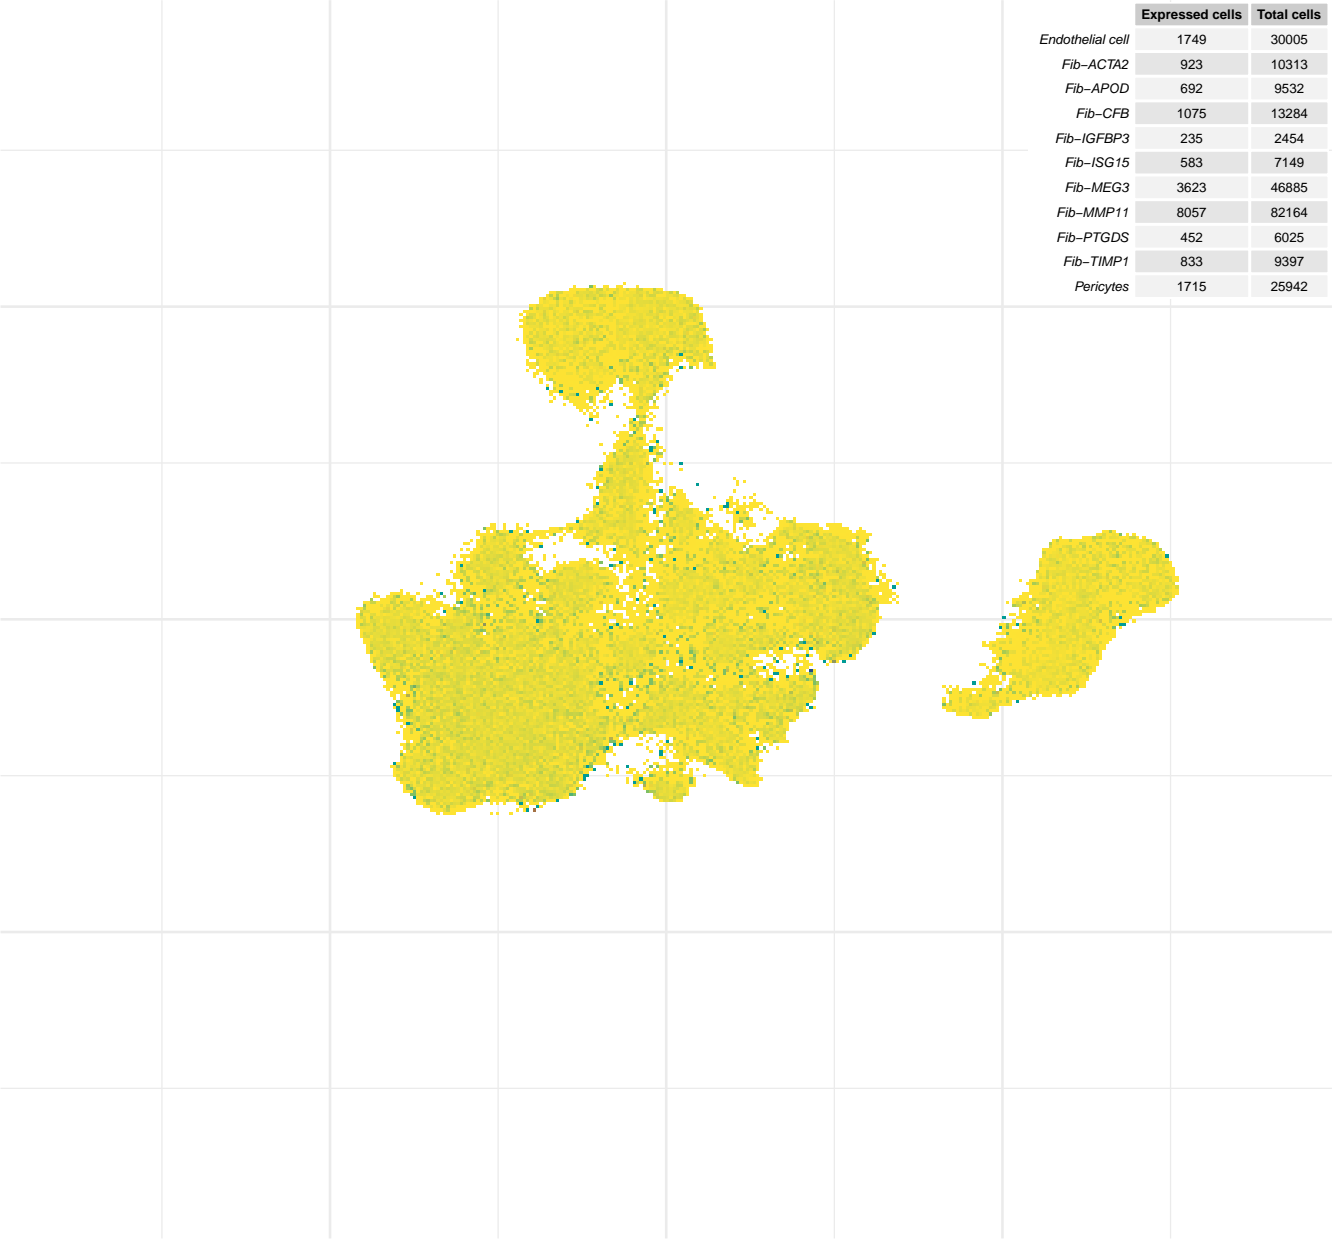 Expressed cells Total cells
Endothelial cell 1749 30005
Fib−ACTA2 923 10313
Fib−APOD 692 9532
Fib−CFB 1075 13284
Fib−IGFBP3 235 2454
Fib−ISG15 583 7149
Fib−MEG3 3623 46885
Fib−MMP11 8057 82164
Fib−PTGDS 452 6025
Fib−TIMP1 833 9397
Pericytes 1715 25942